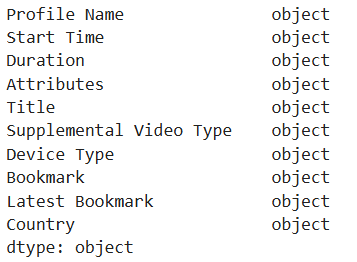 Profile Name object
Start Time object
Duration object
Attributes object
Title object
Supplemental Video Type object
Device Type object
Bookmark object
Latest Bookmark object
Country object
dtype: object